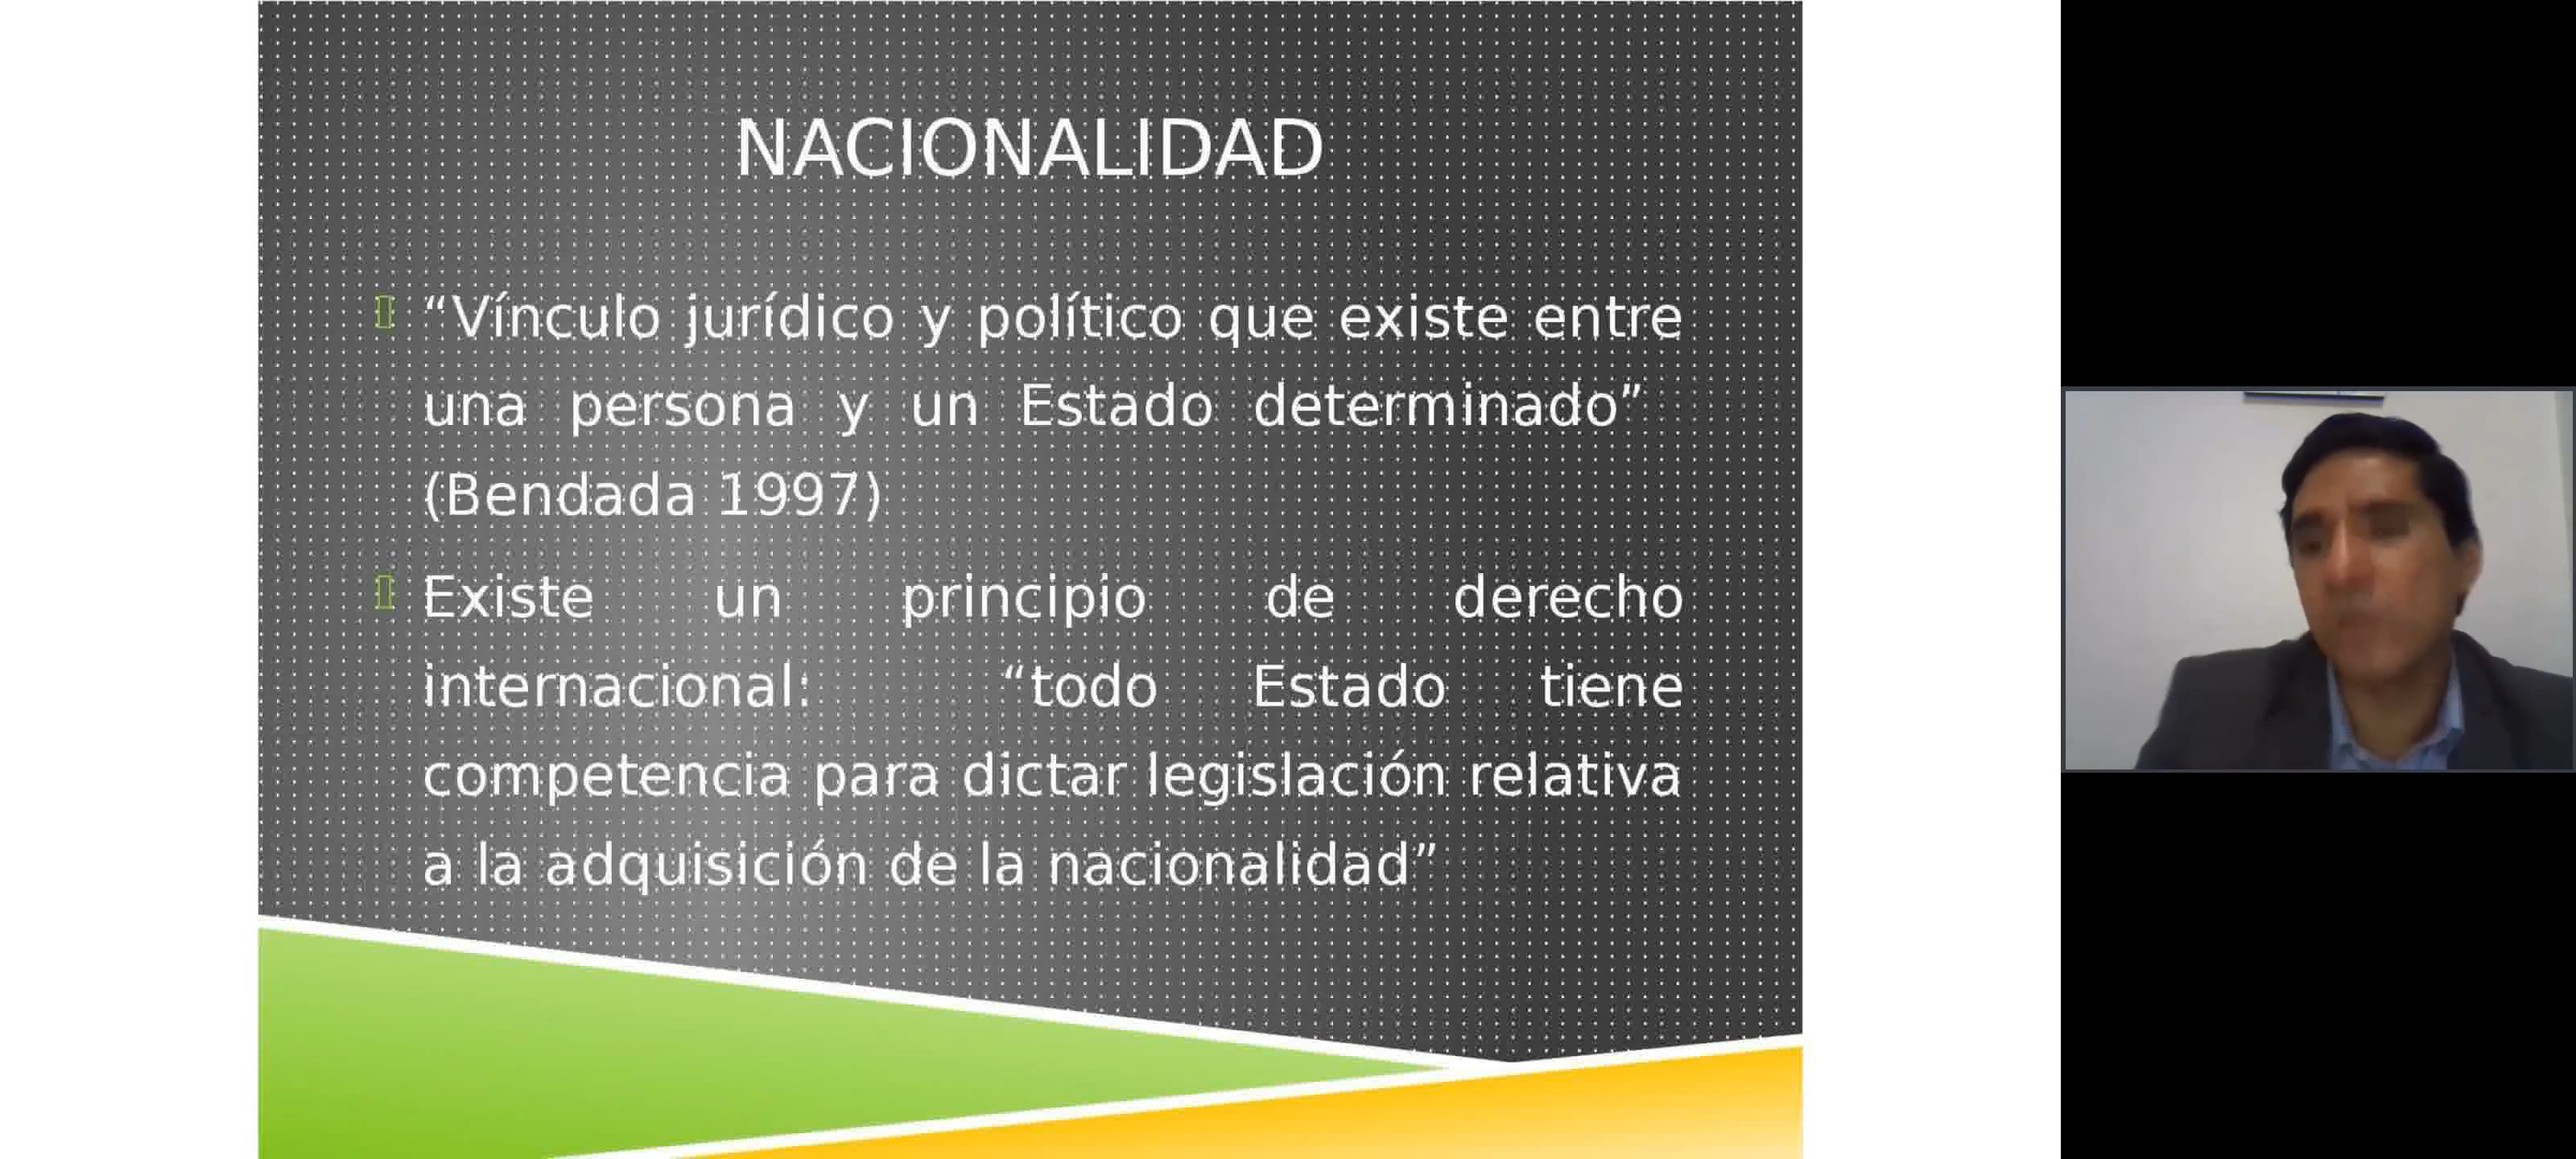 NACIONALIDAD
“Vínculo jurídico y político que existe entre
una persona y un Estado determinado”
(Bendada 1997)
Existe un principio de derecho
internacional: “todo Estado tiene
competencia para dictar legislación relativa
a la adquisición de la nacionalidad”